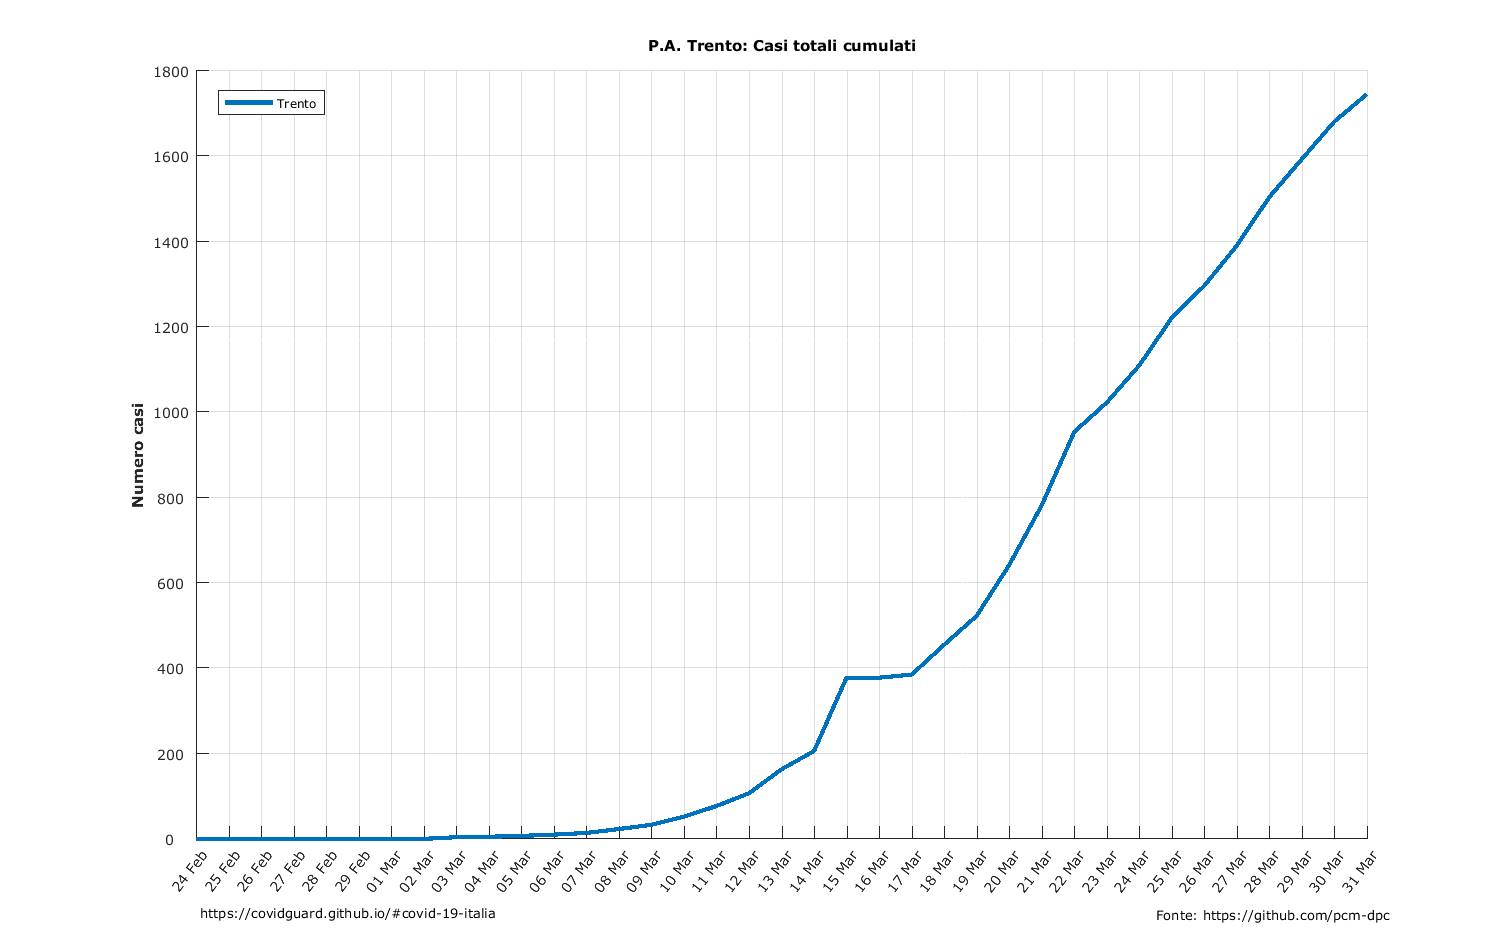 P.A. Trento: Casi totali cumulati
Trento
Numero casi
1800
1600
1400
1200
1000
800
600
400
200
0
24 Feb
25 Feb
26 Feb
27 Feb
28 Feb
29 Feb
01 Mar
02 Mar
03 Mar
04 Mar
05 Mar
06 Mar
07 Mar
08 Mar
09 Mar
10 Mar
11 Mar
12 Mar
13 Mar
14 Mar
15 Mar
16 Mar
17 Mar
18 Mar
19 Mar
20 Mar
21 Mar
22 Mar
23 Mar
24 Mar
25 Mar
26 Mar
27 Mar
28 Mar
29 Mar
30 Mar
31 Mar
https://covidguard.github.io/#covid-19-italia
Fonte: https://github.com/pcm-dpc